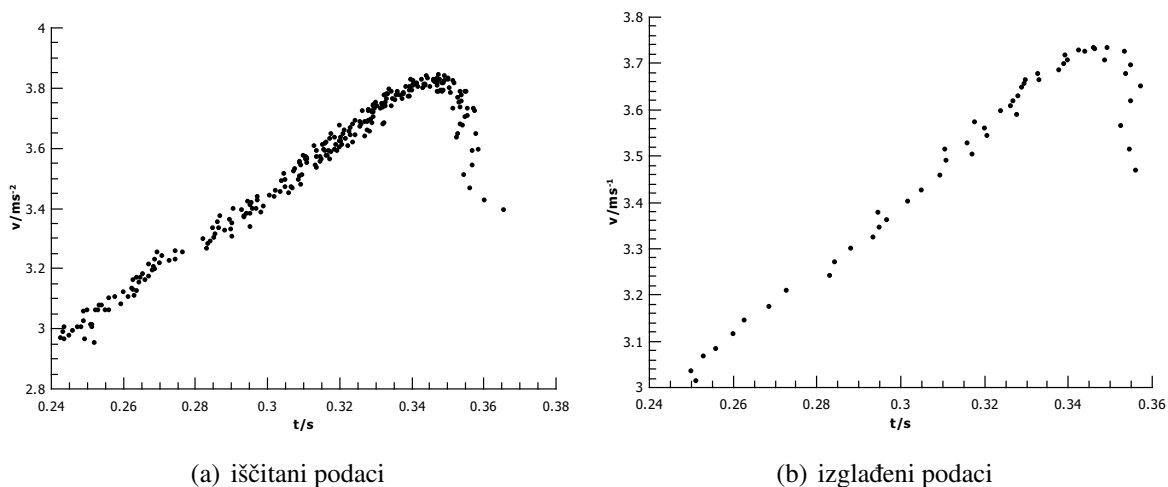 4
3.8
3.6
3.4
3.2
3
2.8
v/ms⁻²
0.24 0.26 0.28 0.3 0.32 0.34 0.36 0.38
t/s
(a) iščitani podaci
3.8
3.7
3.6
3.5
3.4
3.3
3.2
3.1
3
v/ms⁻¹
0.24 0.26 0.28 0.3 0.32 0.34 0.36
t/s
(b) izglađeni podaci